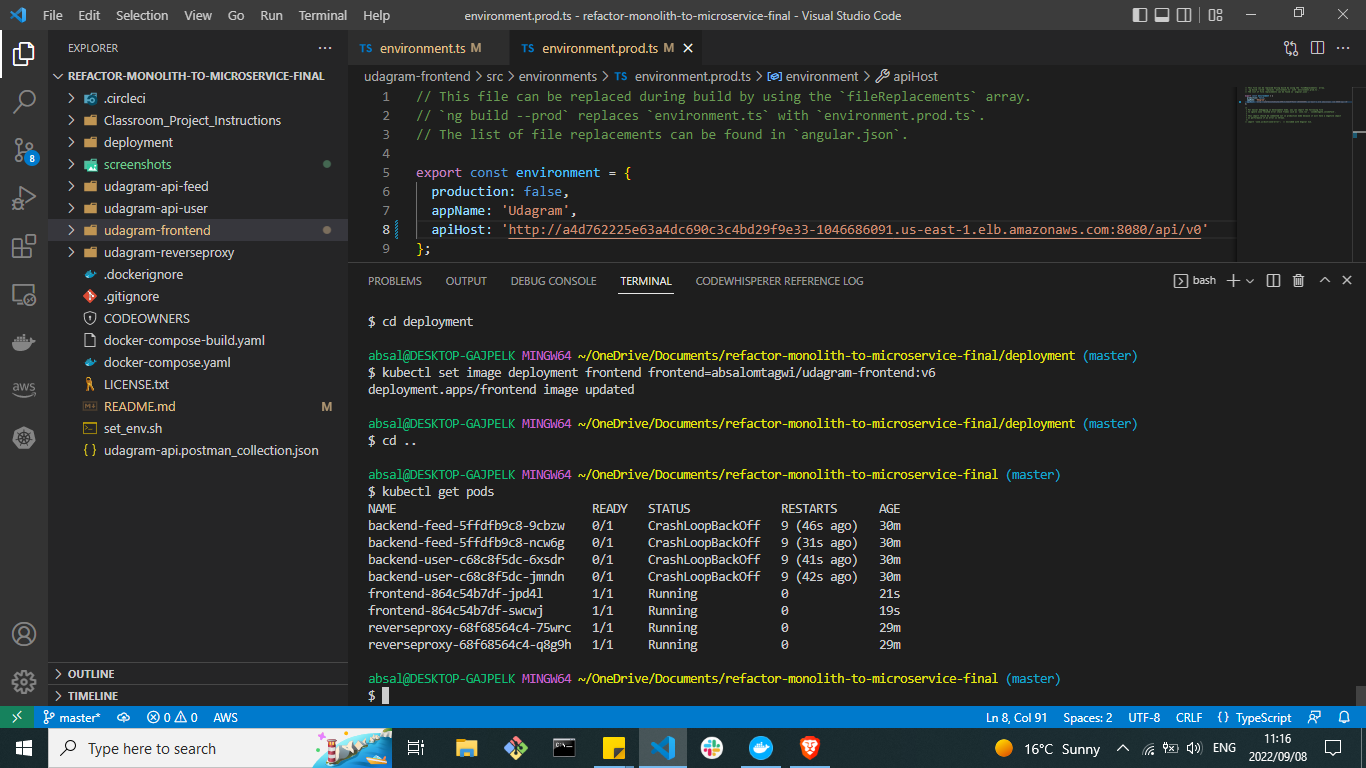 File Edit Selection View Go Run Terminal Help environment.prod.ts - refactor-monolith-to-microservice-final - Visual Studio Code
EXPLORER
REFACTOR-MONOLITH-TO-MICROSERVICE-FINAL
.circleci
Classroom_Project_Instructions
deployment
screenshots
udagram-api-feed
udagram-api-user
udagram-frontend
udagram-reverseproxy
.dockerignore
.gitignore
CODEOWNERS
docker-compose-build.yaml
docker-compose.yaml
LICENSE.txt
README.md M
set_env.sh
{ } udagram-api.postman_collection.json
OUTLINE
TIMELINE
8
aws
TS environment.ts M TS environment.prod.ts M
udagram-frontend > src > environments > TS environment.prod.ts > environment > apiHost
1 // This file can be replaced during build by using the `fileReplacements` array.
2 // `ng build --prod` replaces `environment.ts` with `environment.prod.ts`.
3 // The list of file replacements can be found in `angular.json`.
4
5 export const environment = {
6 production: false,
7 appName: 'Udagram',
8 apiHost: 'http://a4d762225e63a4dc690c3c4bd29f9e33-1046686091.us-east-1.elb.amazonaws.com:8080/api/v0'
9 };
PROBLEMS OUTPUT DEBUG CONSOLE TERMINAL CODEWHISPERER REFERENCE LOG bash
$ cd deployment
absal@DESKTOP-GAJPELK MINGW64 ~/OneDrive/Documents/refactor-monolith-to-microservice-final/deployment (master)
$ kubectl set image deployment frontend frontend=absalomtagwi/udagram-frontend:v6
deployment.apps/frontend image updated
absal@DESKTOP-GAJPELK MINGW64 ~/OneDrive/Documents/refactor-monolith-to-microservice-final/deployment (master)
$ cd ..
absal@DESKTOP-GAJPELK MINGW64 ~/OneDrive/Documents/refactor-monolith-to-microservice-final (master)
$ kubectl get pods
NAME READY STATUS RESTARTS AGE
backend-feed-5ffdfb9c8-9cbzw 0/1 CrashLoopBackOff 9 (46s ago) 30m
backend-feed-5ffdfb9c8-ncw6g 0/1 CrashLoopBackOff 9 (31s ago) 30m
backend-user-c68c8f5dc-6xsdr 0/1 CrashLoopBackOff 9 (41s ago) 30m
backend-user-c68c8f5dc-jmndn 0/1 CrashLoopBackOff 9 (42s ago) 30m
frontend-864c54b7df-jpd4l 1/1 Running 0 21s
frontend-864c54b7df-swcwj 1/1 Running 0 19s
reverseproxy-68f68564c4-75wrc 1/1 Running 0 29m
reverseproxy-68f68564c4-q8g9h 1/1 Running 0 29m
absal@DESKTOP-GAJPELK MINGW64 ~/OneDrive/Documents/refactor-monolith-to-microservice-final (master)
$
master* 0 0 AWS Ln 8, Col 91 Spaces: 2 UTF-8 CRLF { } TypeScript
Type here to search 16°C Sunny ENG 11:16
2022/09/08